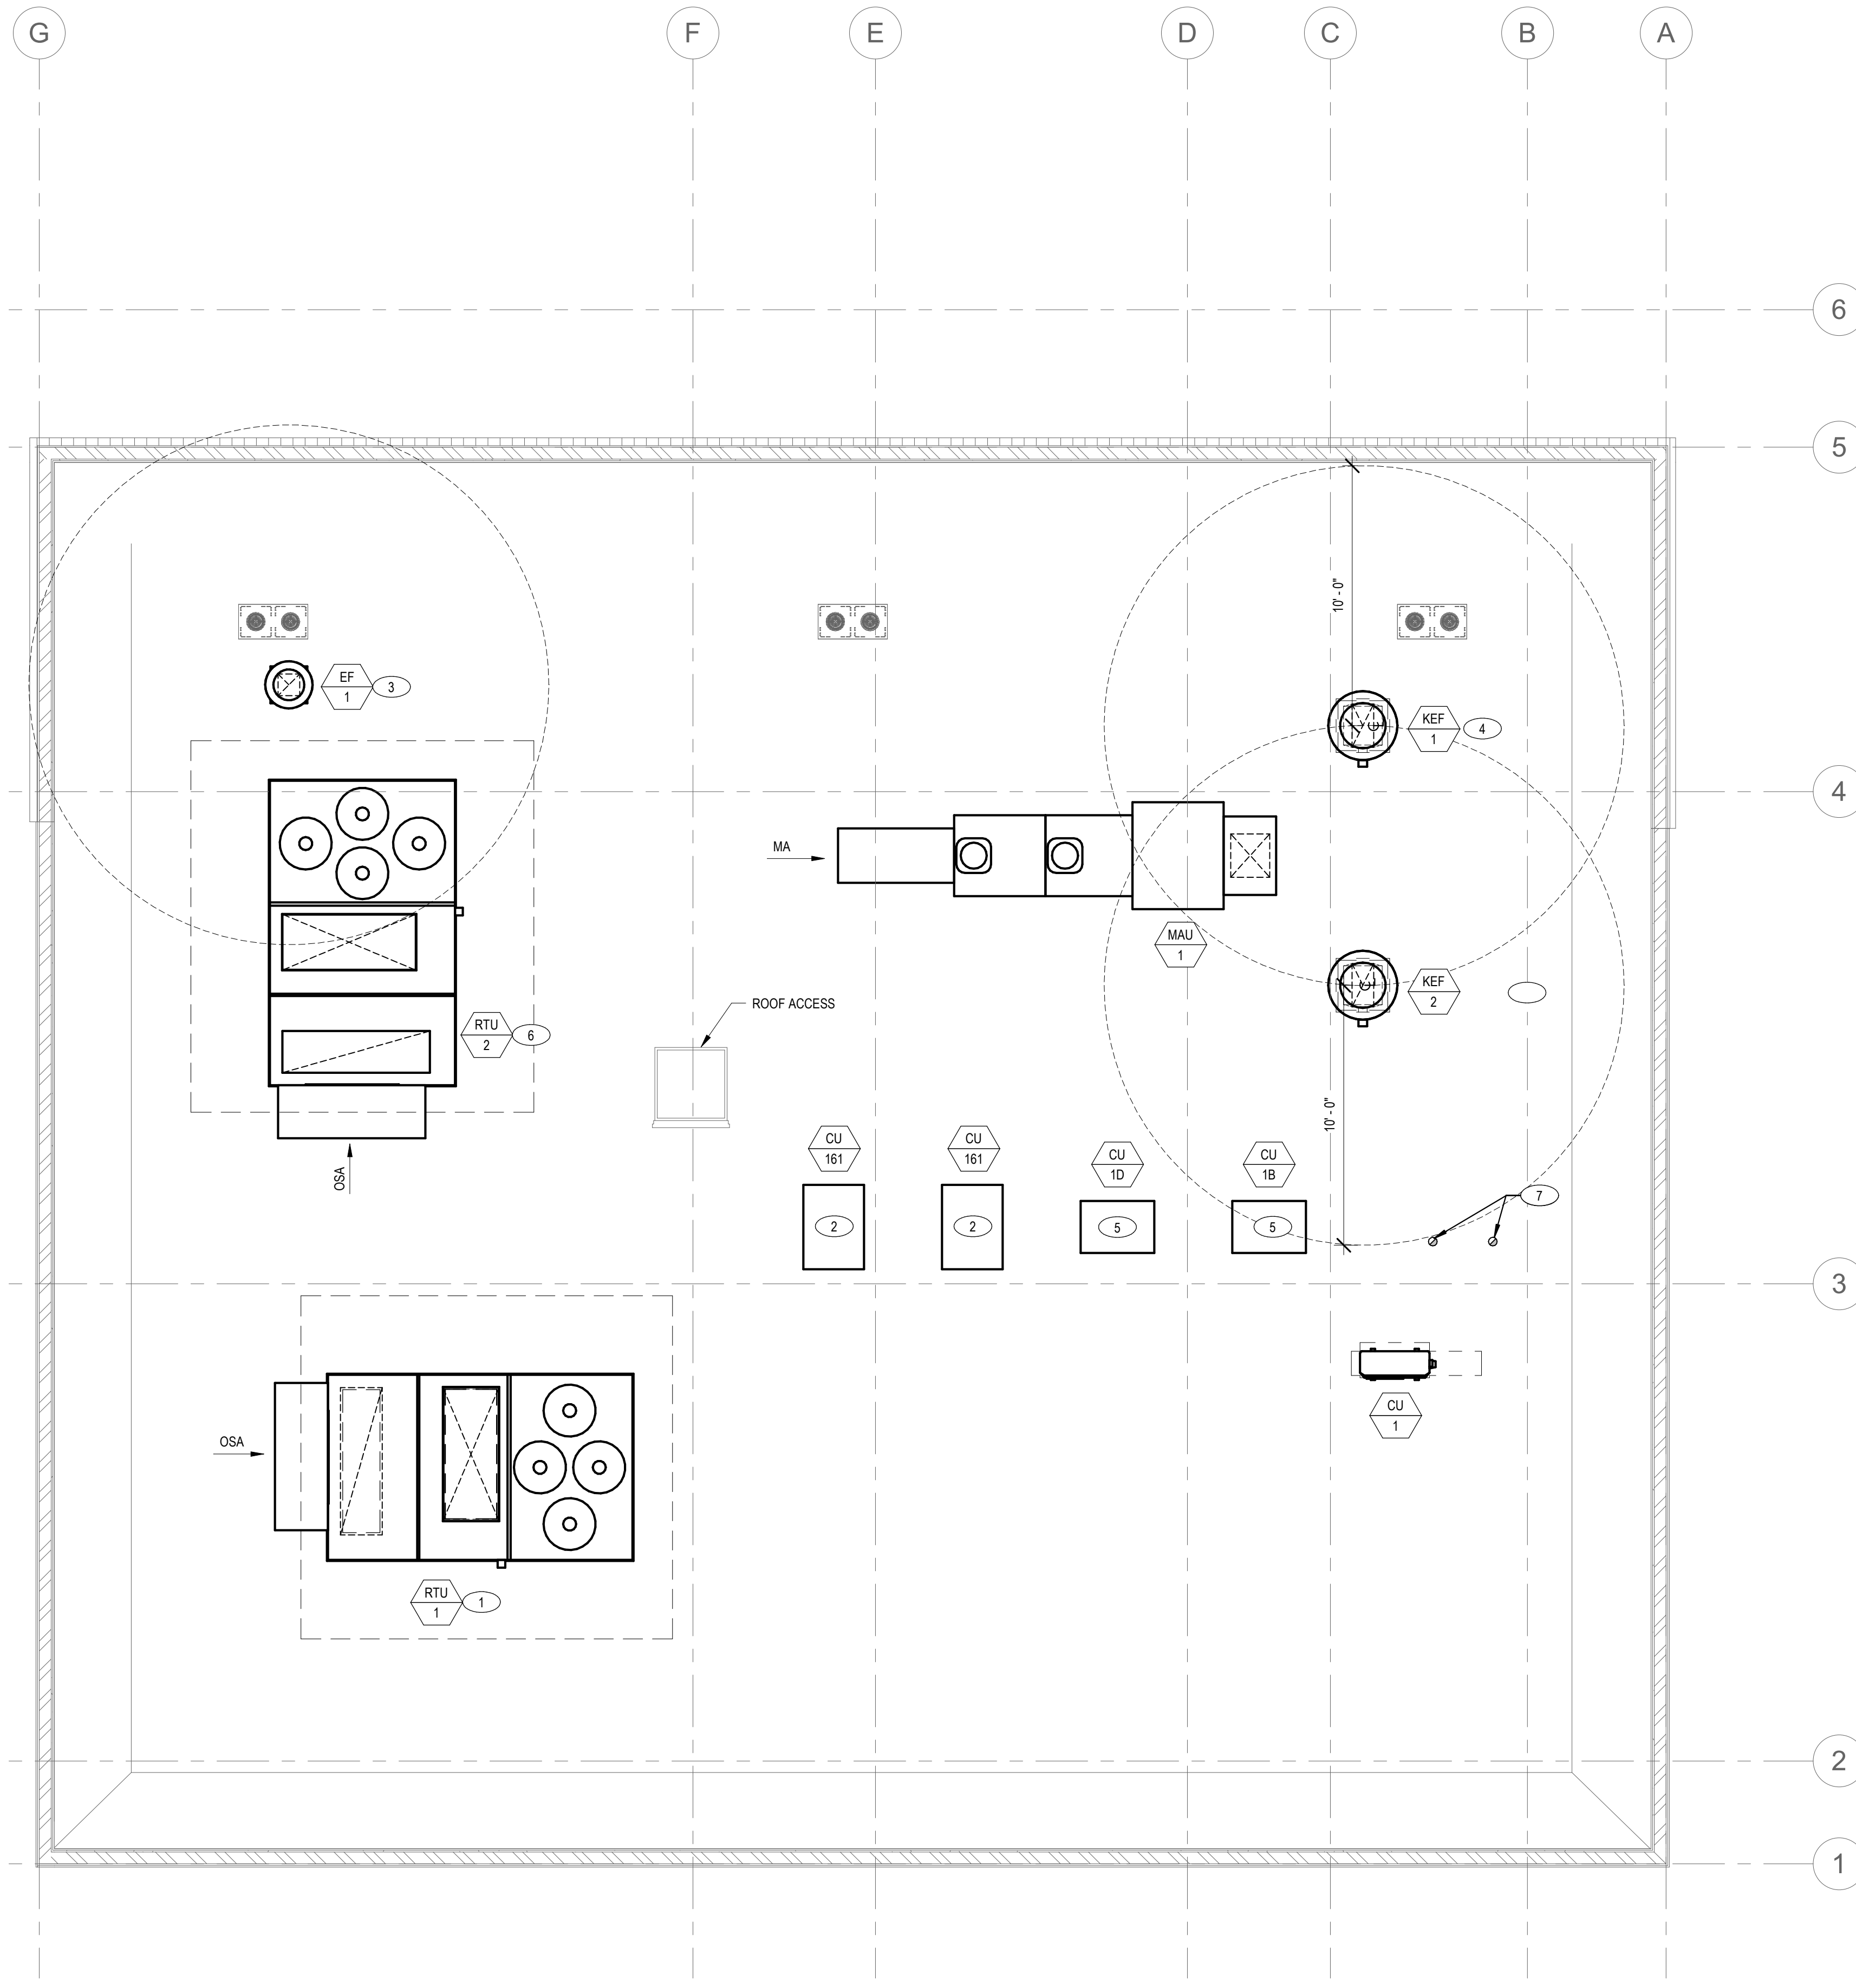 G
F
E
D
C
B
A
6
5
10' - 0"
EF
1
3
KEF
1
4
4
MA
MAU
1
KEF
2
ROOF ACCESS
RTU
2
6
OSA
10' - 0"
CU
161
CU
161
CU
1D
CU
1B
2
2
5
5
7
3
CU
1
OSA
RTU
1
1
2
1